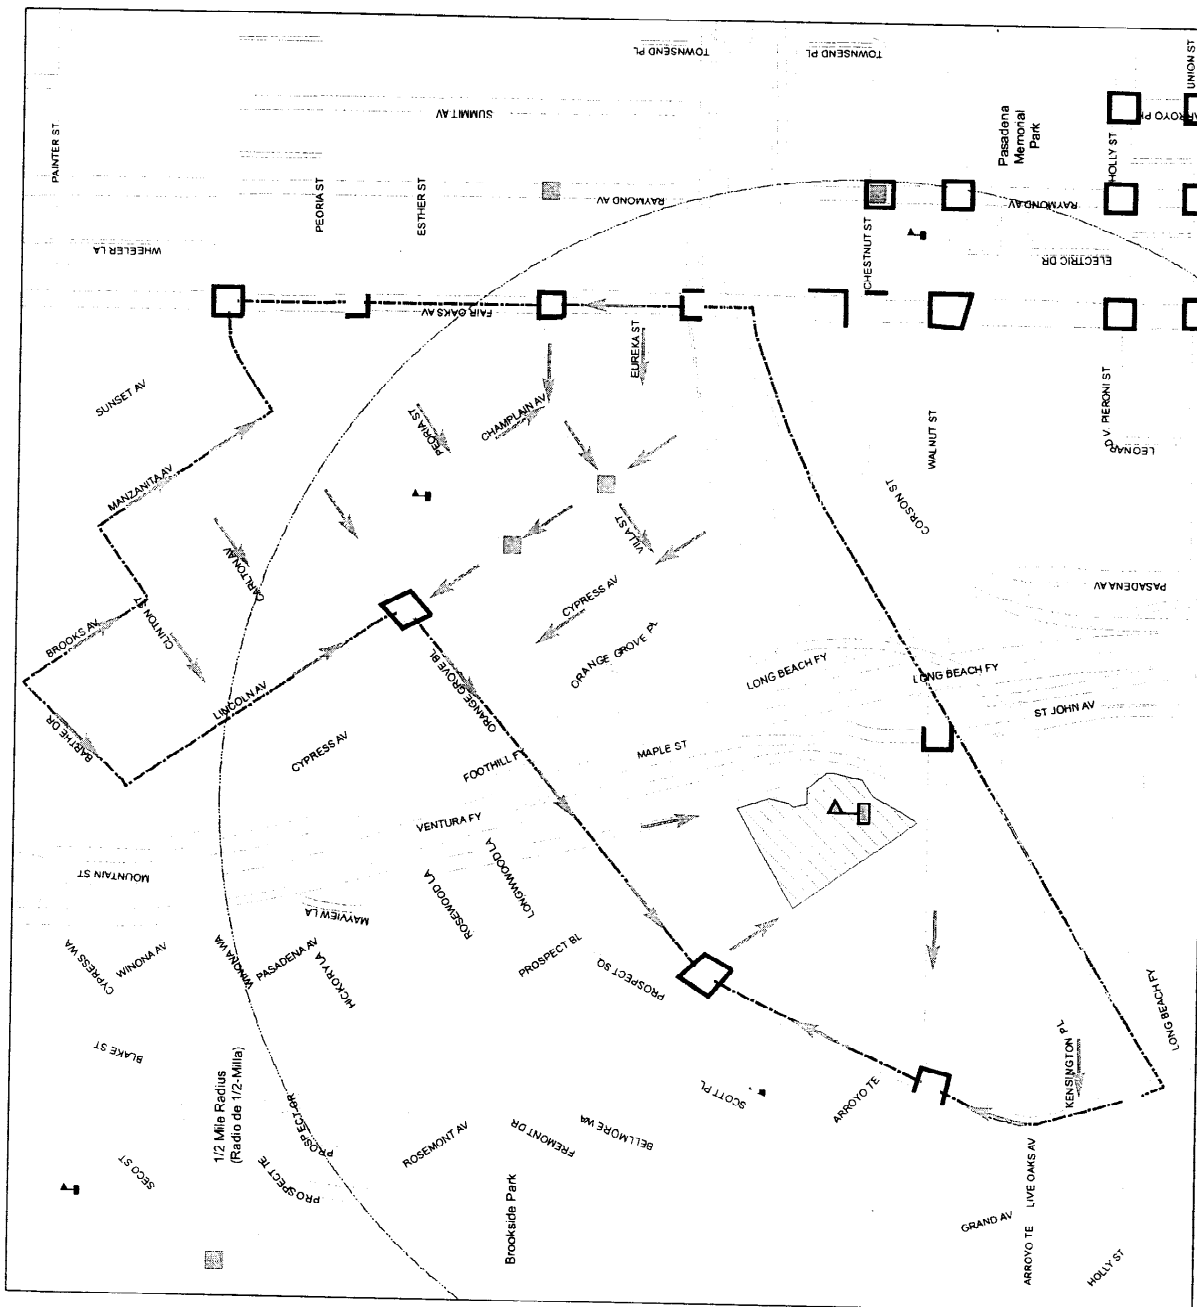 TOWNSEND PL
TOWNSEND PL
UNION ST
SUMMIT AV
Pasadena
Memorial
Park
ARROYO PK
PAINTER ST
HOLLY ST
PEORIA ST
ESTHER ST
RAYMOND AV
RAYMOND AV
WHEELER LA
CHESTNUT ST
ELECTRIC DR
FAIR OAKS AV
EUREKA ST
SUNSET AV
CHAMPLAIN AV
PEORIA ST
D.V. PIERONI ST
WALNUT ST
LEONAR
MANZANITA AV
CORSON ST
VILLA ST
CARLTON AV
CYPRESS AV
PASADENA AV
BROOKS AV
CLINTON ST
ORANGE GROVE PL
LONG BEACH FY
LONG BEACH FY
ORANGE GROVE BL
LINCOLN AV
ST JOHN AV
BARTHE DR
CYPRESS AV
MAPLE ST
FOOTHILL F
VENTURA FY
MOUNTAIN ST
LONGWWOOD LA
ROSEWOOD LA
MAYVIEW LA
CYPRESS WA
WINONA AV
WINONA WA
PASADENA AV
HICKORY LA
PROSPECT BL
PROSPECT SQ
LONG BEACH FY
BLAKE ST
KENSINGTON PL
1/2 Mile Radius
(Radio de 1/2-Milla)
SCOTT PL
ARROYO TE
PROSPECT CR
ROSEMONT AV
FREMONT DR
BELLMORE WA
SECO ST
PROSPECT TE
Brookside Park
LIVE OAKS AV
GRAND AV
ARROYO TE
HOLLY ST